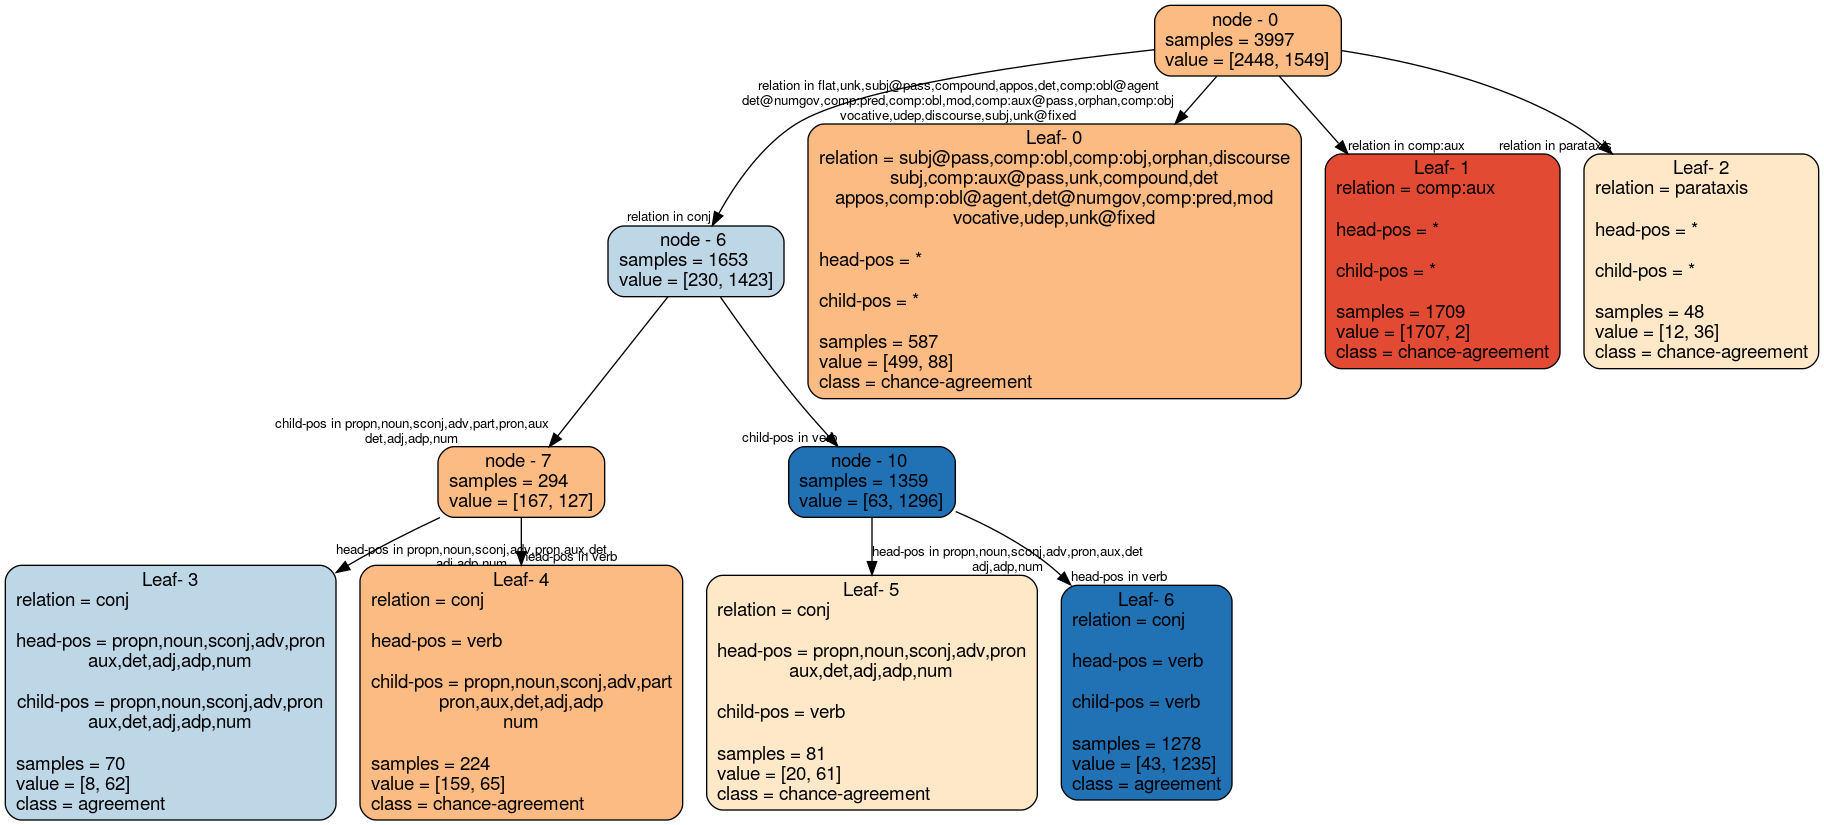 node - 0
samples = 3997
value = [2448, 1549]
relation in flat,unk,subj@pass,compound,appos,det,comp:obl@agent
det@numgov,comp:pred,comp:obl,mod,comp:aux@pass,orphan,comp:obj
vocative,udep,discourse,subj,unk@fixed
relation in comp:aux
relation in parataxis
relation in conj
Leaf- 0
relation = subj@pass,comp:obl,comp:obj,orphan,discourse
subj,comp:aux@pass,unk,compound,det
appos,comp:obl@agent,det@numgov,comp:pred,mod
vocative,udep,unk@fixed
head-pos = *
child-pos = *
samples = 587
value = [499, 88]
class = chance-agreement
Leaf- 1
relation = comp:aux
head-pos = *
child-pos = *
samples = 1709
value = [1707, 2]
class = chance-agreement
Leaf- 2
relation = parataxis
head-pos = *
child-pos = *
samples = 48
value = [12, 36]
class = chance-agreement
node - 6
samples = 1653
value = [230, 1423]
child-pos in propn,noun,sconj,adv,part,pron,aux
det,adj,adp,num
child-pos in verb
node - 7
samples = 294
value = [167, 127]
node - 10
samples = 1359
value = [63, 1296]
head-pos in propn,noun,sconj,adv,pron,aux,det
adj,adp,num
head-pos in verb
head-pos in propn,noun,sconj,adv,pron,aux,det
adj,adp,num
head-pos in verb
Leaf- 3
relation = conj
head-pos = propn,noun,sconj,adv,pron
aux,det,adj,adp,num
child-pos = propn,noun,sconj,adv,pron
aux,det,adj,adp,num
samples = 70
value = [8, 62]
class = agreement
Leaf- 4
relation = conj
head-pos = verb
child-pos = propn,noun,sconj,adv,part
pron,aux,det,adj,adp
num
samples = 224
value = [159, 65]
class = chance-agreement
Leaf- 5
relation = conj
head-pos = propn,noun,sconj,adv,pron
aux,det,adj,adp,num
child-pos = verb
samples = 81
value = [20, 61]
class = chance-agreement
Leaf- 6
relation = conj
head-pos = verb
child-pos = verb
samples = 1278
value = [43, 1235]
class = agreement